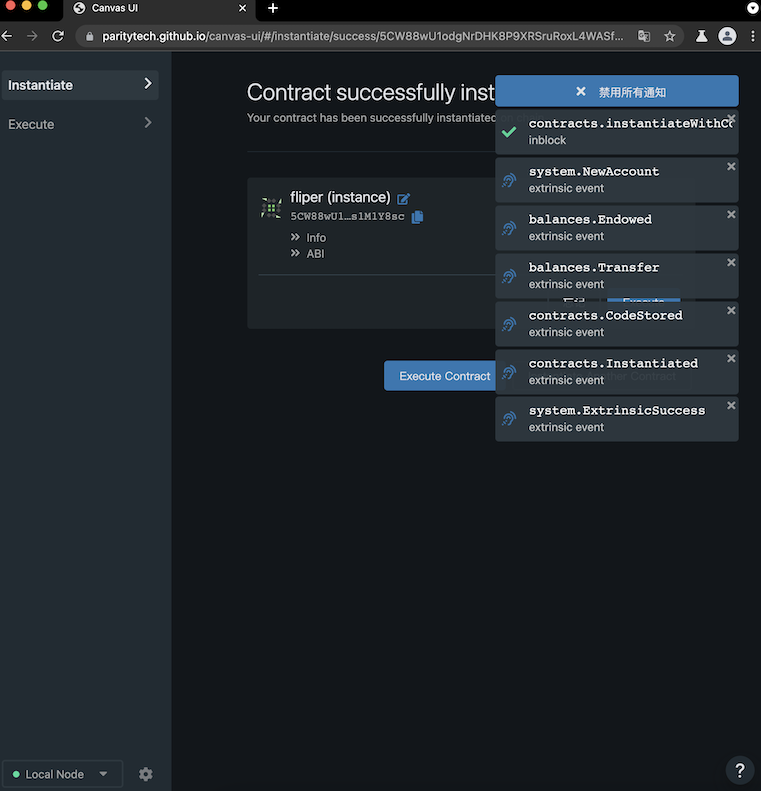 Canvas UI
paritytech.github.io/canvas-ui/#/instantiate/success/5CW88wU1odgNrDHK8P9XRSruRoxL4WASf...
Instantiate
Execute
Contract successfully inst
Your contract has been successfully instantiated
禁用所有通知
contracts.instantiateWithCo
inblock
system.NewAccount
extrinsic event
balances.Endowed
extrinsic event
balances.Transfer
extrinsic event
contracts.CodeStored
extrinsic event
contracts.Instantiated
extrinsic event
system.ExtrinsicSuccess
extrinsic event
fliper (instance)
5CW88wU1…s1M1Y8sc
Info
ABI
Execute
Execute Contract
Contract
Local Node
?